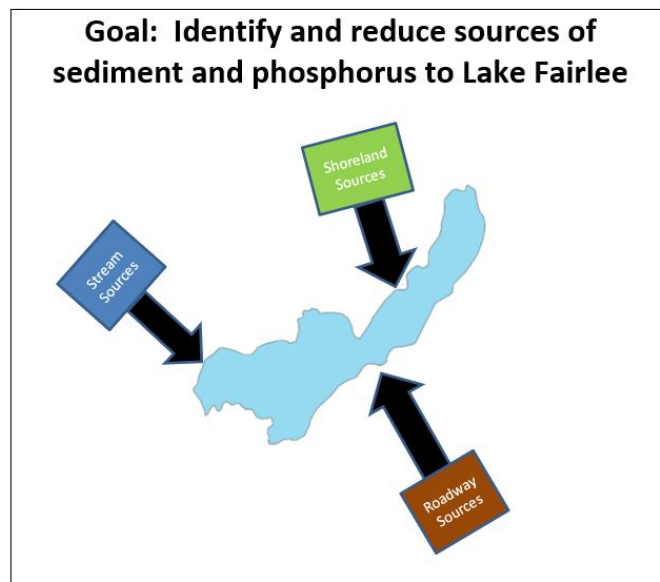 Goal: Identify and reduce sources of
sediment and phosphorus to Lake Fairlee
Shoreland
Sources
Stream
Sources
Roadway
Sources